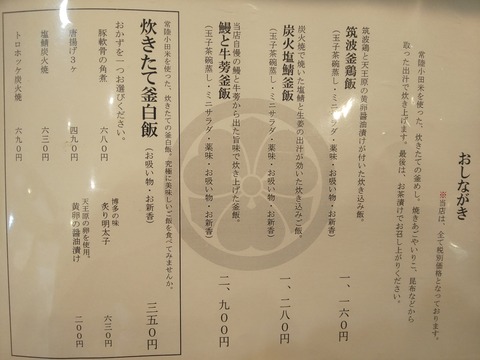 おしながき
※当店は、全て税別価格となっております。
常陸小田米を使った、炊きたての釜めし。焼きあごやいりこ、昆布などから
取った出汁で炊き上げます。最後は、お茶漬けでお召し上がりください。
筑波鶏と天王原の黄卵醤油漬けが付いた炊き込みご飯。
筑波釜鶏飯
(玉子茶碗蒸し・ミニサラダ・薬味・お吸い物・お新香)
一、一六〇円
炭火焼で焼いた塩鯖と生姜の出汁が効いた炊き込みご飯。
炭火塩鯖釜飯
(玉子茶碗蒸し・ミニサラダ・薬味・お吸い物・お新香)
一、二八〇円
当店自慢の鰻と牛蒡から出た旨味で炊き上げた釜飯。
鰻と牛蒡釜飯
(玉子茶碗蒸し・ミニサラダ・薬味・お吸い物・お新香)
二、九〇〇円
常陸小田米を使った、炊きたての釜白飯。究極に美味しいご飯を食べてみませんか。
炊きたて釜白飯
(お吸い物・お新香)
三五〇円
おかずを一つお選びください。
豚軟骨の角煮
六八〇円
博多の味
炙り明太子
六三〇円
唐揚げ3ヶ
四九〇円
天王原の卵を使用。
黄卵の醤油漬け
二〇〇円
塩鯖炭火焼
六三〇円
トロホッケ炭火焼
六九〇円